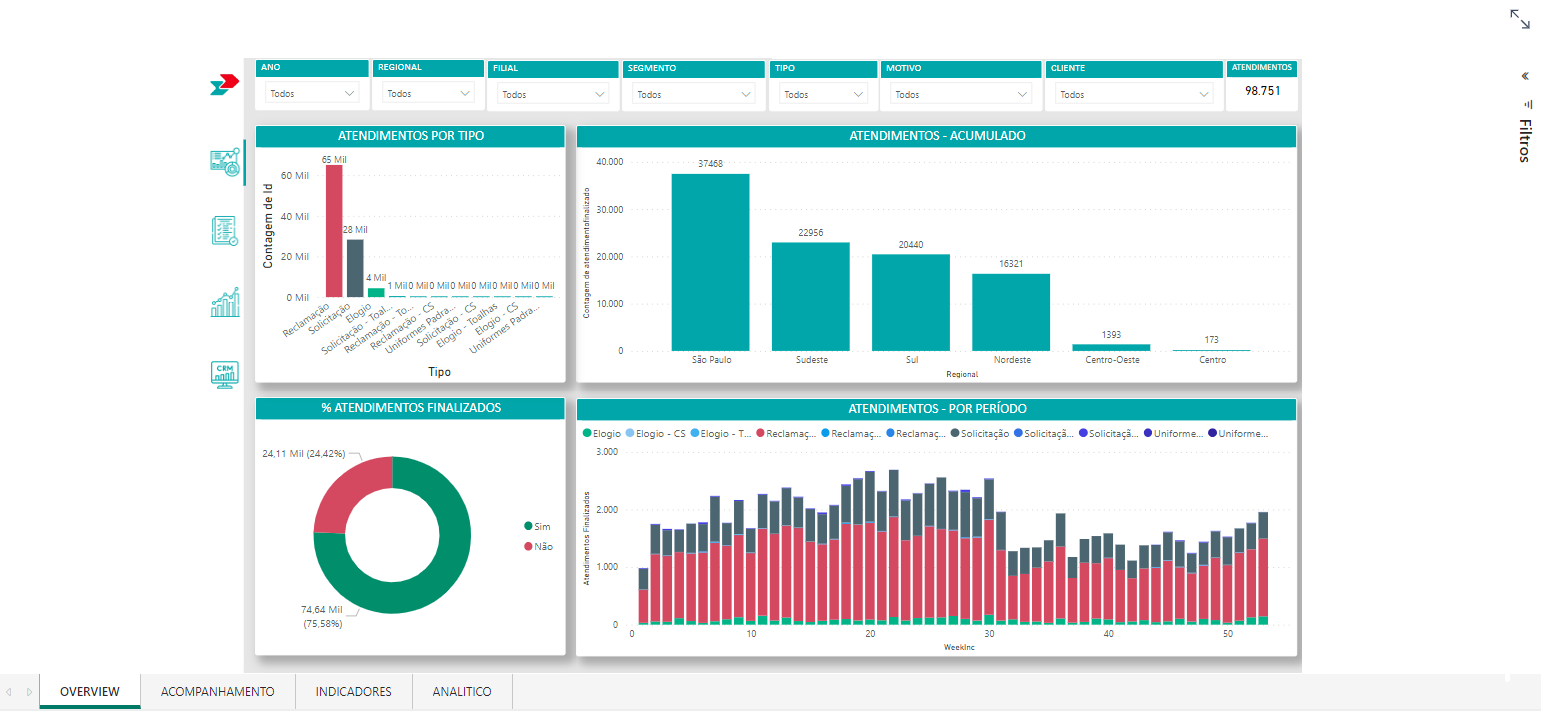 ANO
REGIONAL
FILIAL
SEGMENTO
TIPO
MOTIVO
CLIENTE
ATENDIMENTOS
Todos
Todos
Todos
Todos
Todos
Todos
Todos
98.751
Filtros
ATENDIMENTOS POR TIPO
65 Mil
60 Mil
28 Mil
40 Mil
20 Mil
4 Mil
1 Mil 0 Mil 0 Mil 0 Mil 0 Mil 0 Mil 0 Mil 0 Mil
0 Mil
Contagem de Id
Reclamação
Solicitação
Elogio
Solicitação - Toal...
Reclamação - To...
Reclamação - CS
Uniformes Padra...
Solicitação - CS
Elogio - Toalhas
Elogio - CS
Uniformes Padra...
Tipo
ATENDIMENTOS - ACUMULADO
40.000
30.000
20.000
10.000
0
Contagem de atendimentofinalizado
37468
22956
20440
16321
1393
173
São Paulo
Sudeste
Sul
Nordeste
Centro-Oeste
Centro
Regional
CRM
% ATENDIMENTOS FINALIZADOS
24,11 Mil (24,42%)
Sim
Não
74,64 Mil
(75,58%)
ATENDIMENTOS - POR PERÍODO
Elogio Elogio - CS Elogio - T... Reclamaç... Reclamaç... Reclamaç... Solicitação Solicitaçã... Solicitaçã... Uniforme... Uniforme...
3.000
2.000
1.000
0
Atendimentos Finalizados
0 10 20 30 40 50
WeekInc
OVERVIEW
ACOMPANHAMENTO
INDICADORES
ANALITICO